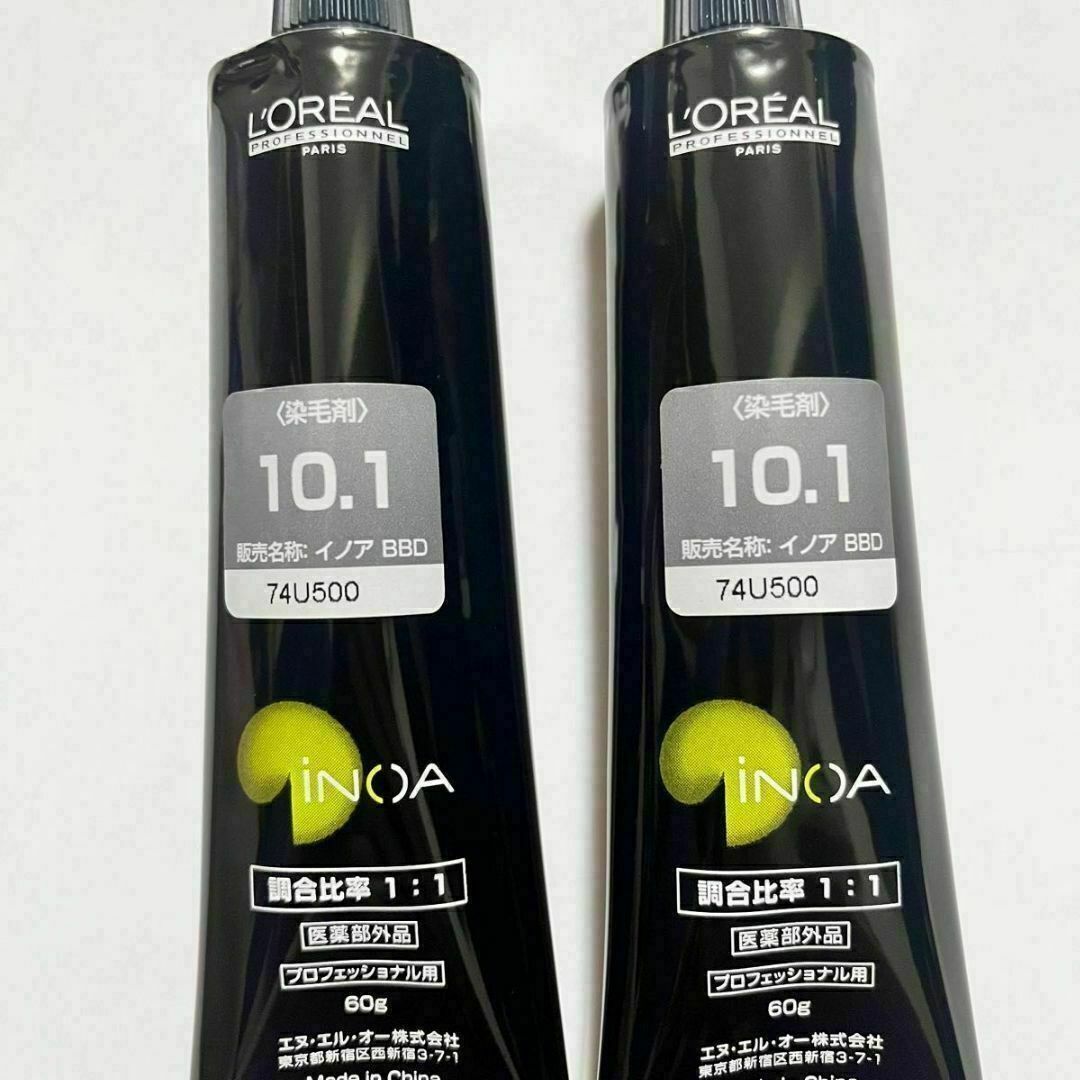 L'ORÉAL
PROFESSIONNEL
PARIS
〈染毛剤〉
10.1
販売名称: イノア BBD
74U500
iNOA
調合比率 1:1
医薬部外品
プロフェッショナル用
60g
エヌ・エル・オー株式会社
東京都新宿区西新宿3-7-1
Made in China
L'ORÉAL
PROFESSIONNEL
PARIS
〈染毛剤〉
10.1
販売名称: イノア BBD
74U500
iNOA
調合比率 1:1
医薬部外品
プロフェッショナル用
60g
エヌ・エル・オー株式会社
東京都新宿区西新宿3-7-1
Made in China